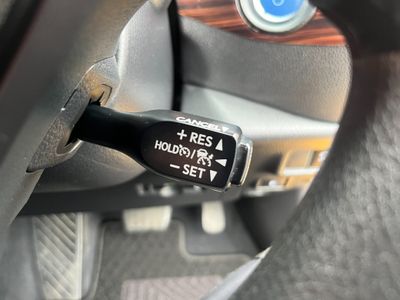 CANCEL
+ RES ▲
HOLD / ◄
− SET ▼